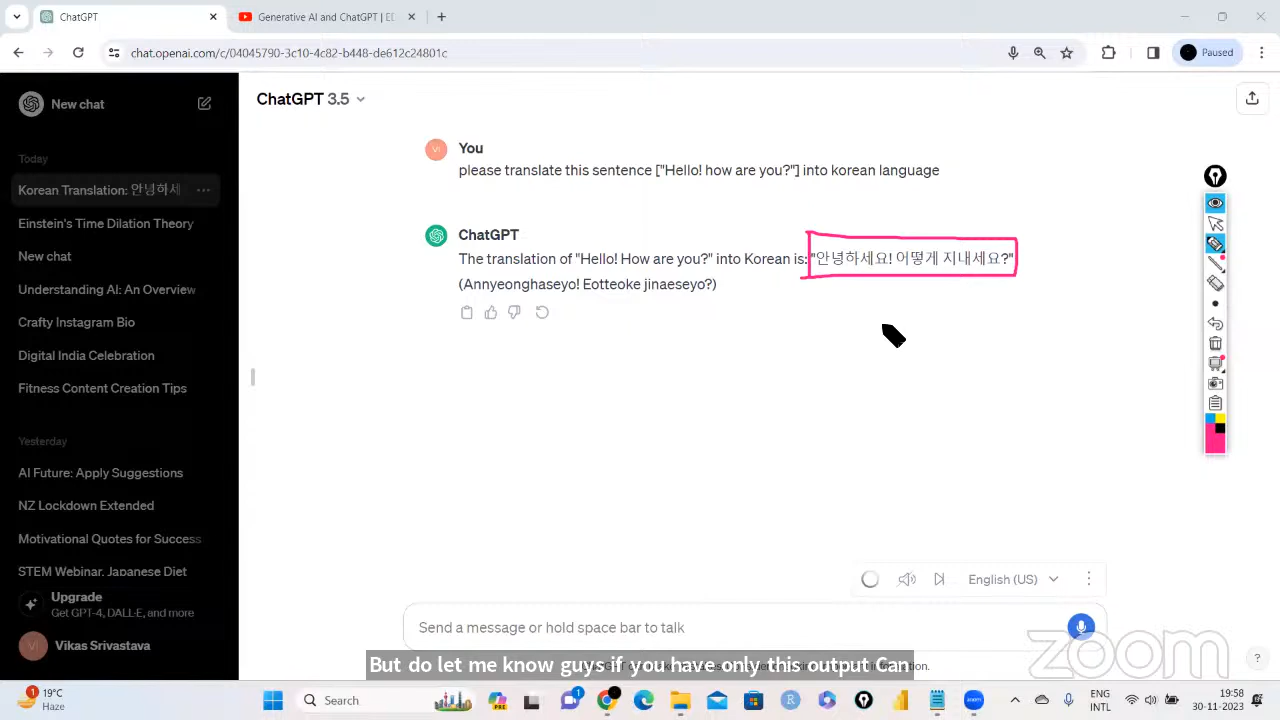 ChatGPT
Generative AI and ChatGPT | E
chat.openai.com/c/04045790-3c10-4c82-b448-de612c24801c
Paused
New chat
ChatGPT 3.5
Today
Korean Translation: 안녕하세
Einstein's Time Dilation Theory
New chat
Understanding AI: An Overview
Crafty Instagram Bio
Digital India Celebration
Fitness Content Creation Tips
Yesterday
AI Future: Apply Suggestions
NZ Lockdown Extended
Motivational Quotes for Success
STEM Webinar. Japanese Diet
Upgrade
Get GPT-4, DALL·E, and more
VI
Vikas Srivastava
VI
You
please translate this sentence ["Hello! how are you?"] into korean language
ChatGPT
The translation of "Hello! How are you?" into Korean is: "안녕하세요! 어떻게 지내세요?"
(Annyeonghaseyo! Eotteoke jinaeseyo?)
English (US)
Send a message or hold space bar to talk
But do let me know guys if you have only this output Can
zoom
?
1
19°C
Haze
Search
PRE
1
ENG
INTL
19:58
30-11-2023